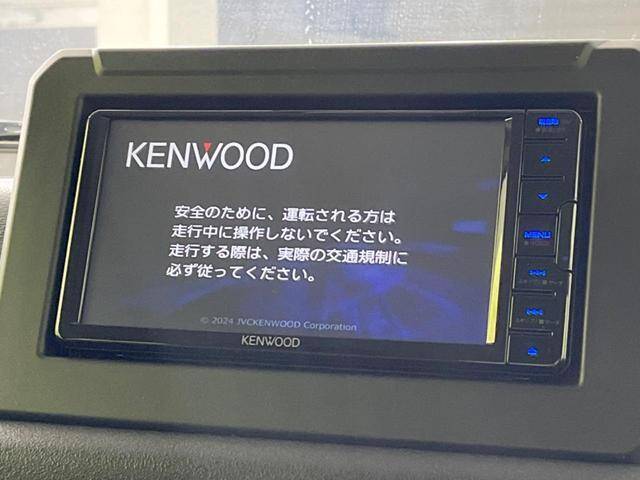 KENWOOD
安全のために、運転される方は
走行中に操作しないでください。
走行する際は、実際の交通規制に
必ず従ってください。
© 2024 JVCKENWOOD Corporation
KENWOOD
MENU